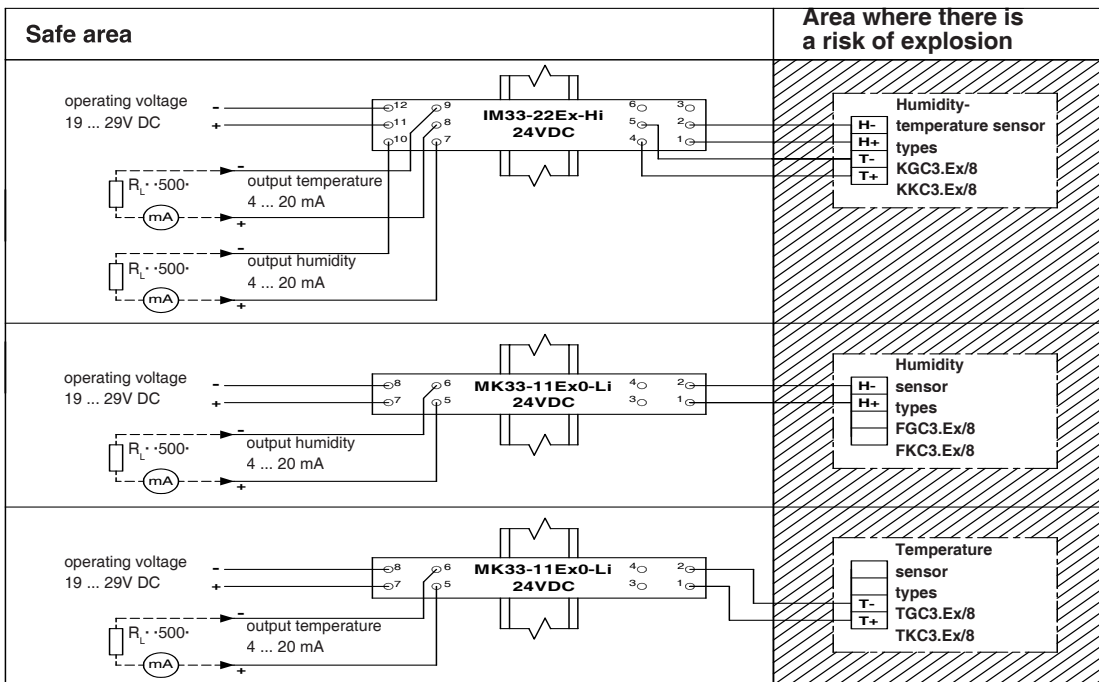 Safe area
Area where there is
a risk of explosion
operating voltage
19 ... 29V DC
-
+
12
11
10
9
8
7
IM33-22Ex-Hi
24VDC
6
5
4
3
2
1
H-
H+
T-
T+
Humidity-
temperature sensor
types
KGC3.Ex/8
KKC3.Ex/8
-
RL··500·
mA
+
output temperature
4 ... 20 mA
-
RL··500·
mA
+
output humidity
4 ... 20 mA
operating voltage
19 ... 29V DC
-
+
8
7
6
5
MK33-11Ex0-Li
24VDC
4
3
2
1
H-
H+
Humidity
sensor
types
FGC3.Ex/8
FKC3.Ex/8
-
RL··500·
mA
+
output humidity
4 ... 20 mA
operating voltage
19 ... 29V DC
-
+
8
7
6
5
MK33-11Ex0-Li
24VDC
4
3
2
1
T-
T+
Temperature
sensor
types
TGC3.Ex/8
TKC3.Ex/8
-
RL··500·
mA
+
output temperature
4 ... 20 mA